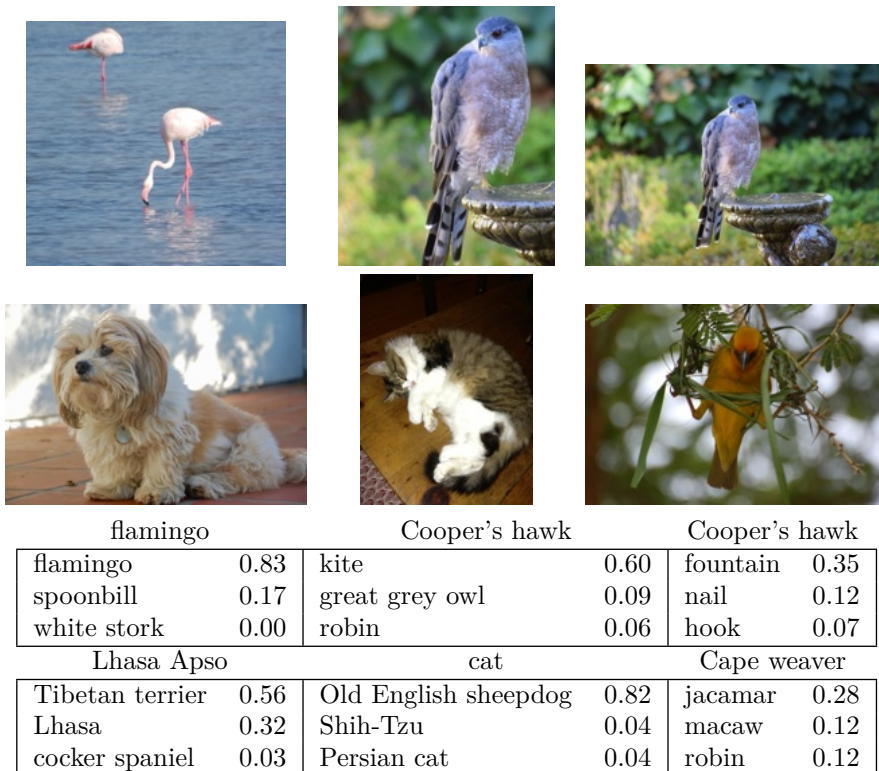 flamingo Cooper's hawk Cooper's hawk
flamingo 0.83 kite 0.60 fountain 0.35
spoonbill 0.17 great grey owl 0.09 nail 0.12
white stork 0.00 robin 0.06 hook 0.07
Lhasa Apso cat Cape weaver
Tibetan terrier 0.56 Old English sheepdog 0.82 jacamar 0.28
Lhasa 0.32 Shih-Tzu 0.04 macaw 0.12
cocker spaniel 0.03 Persian cat 0.04 robin 0.12